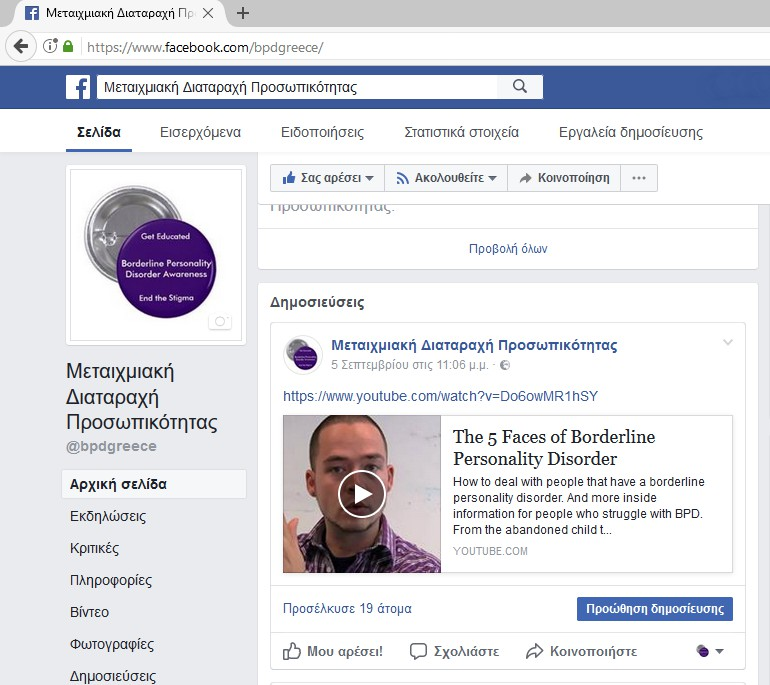 Μεταιχμιακή Διαταραχή Πρ
https://www.facebook.com/bpdgreece/
Μεταιχμιακή Διαταραχή Προσωπικότητας
Σελίδα
Εισερχόμενα
Ειδοποιήσεις
Στατιστικά στοιχεία
Εργαλεία δημοσίευσης
Get Educated
Borderline Personality
Disorder Awareness
End the Stigma
Μεταιχμιακή
Διαταραχή
Προσωπικότητας
@bpdgreece
Αρχική σελίδα
Εκδηλώσεις
Κριτικές
Πληροφορίες
Βίντεο
Φωτογραφίες
Δημοσιεύσεις
Σας αρέσει
Ακολουθείτε
Κοινοποίηση
Προσωπικότητας.
Προβολή όλων
Δημοσιεύσεις
Μεταιχμιακή Διαταραχή Προσωπικότητας
5 Σεπτεμβρίου στις 11:06 μ.μ. ·
https://www.youtube.com/watch?v=Do6owMR1hSY
The 5 Faces of Borderline
Personality Disorder
How to deal with people that have a borderline
personality disorder. And more inside
information for people who struggle with BPD.
From the abandoned child t...
YOUTUBE.COM
Προσέλκυσε 19 άτομα
Προώθηση δημοσίευσης
Μου αρέσει!
Σχολιάστε
Κοινοποιήστε